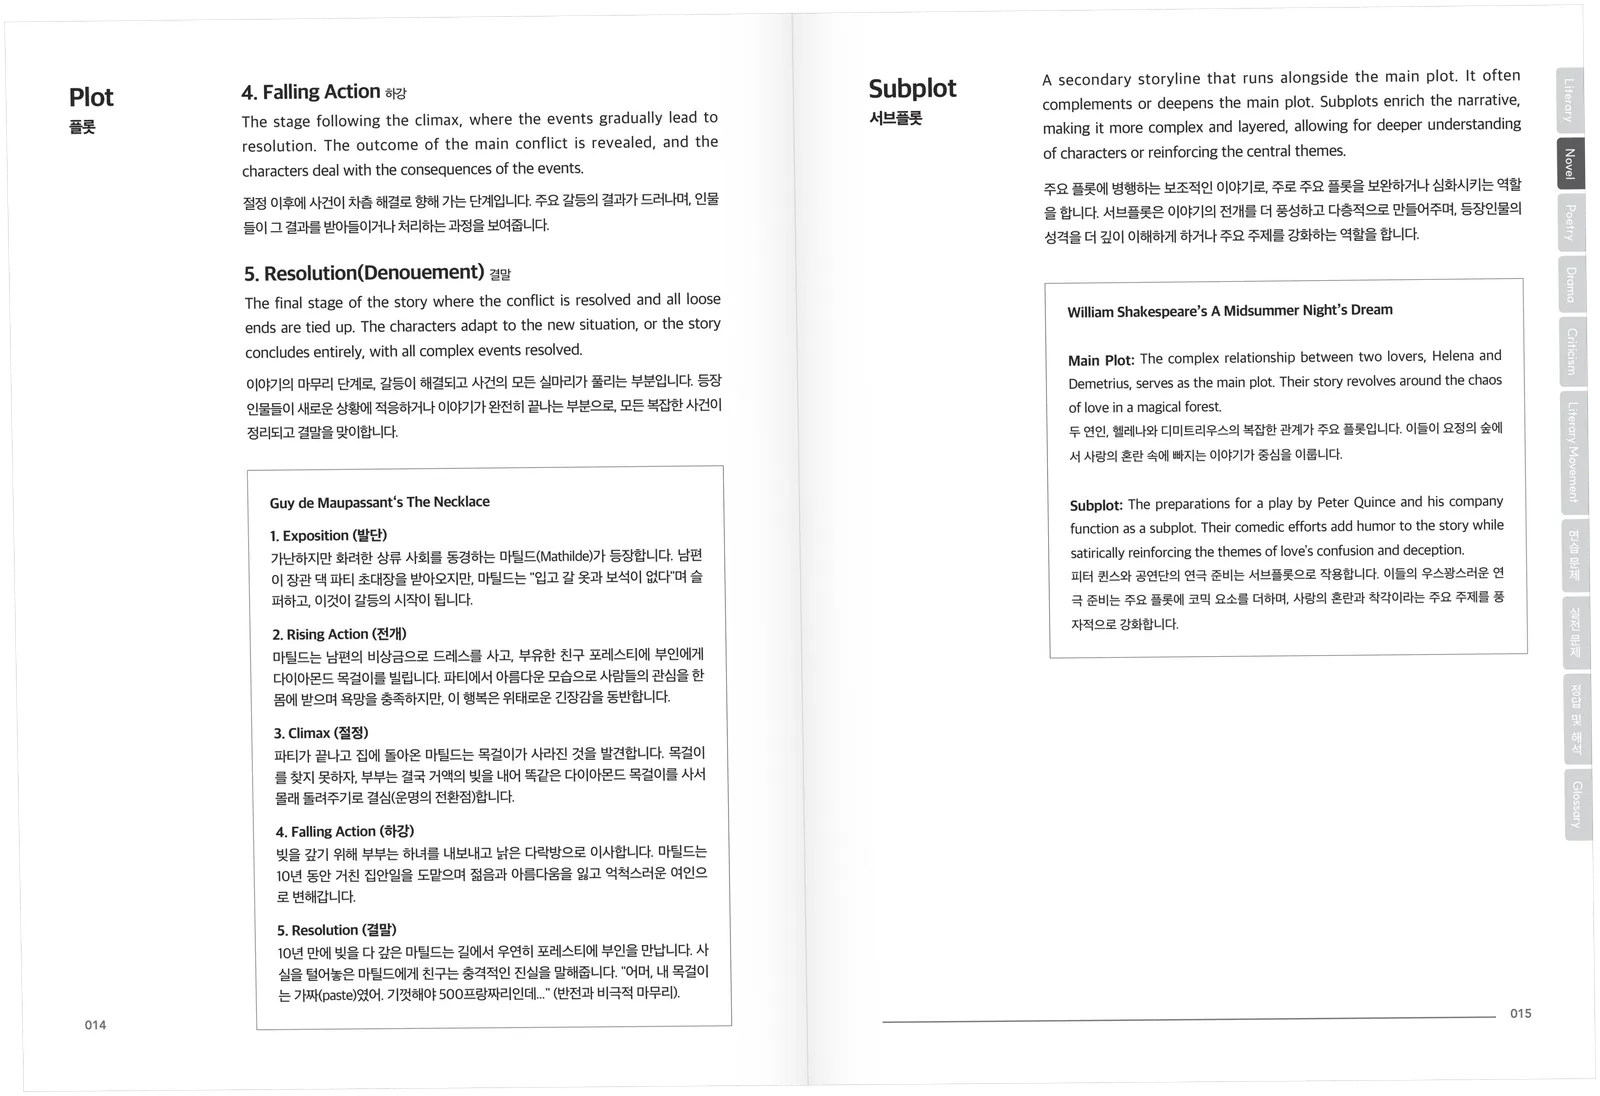 Plot
플롯
4. Falling Action 하강
The stage following the climax, where the events gradually lead to
resolution. The outcome of the main conflict is revealed, and the
characters deal with the consequences of the events.
절정 이후에 사건이 차츰 해결로 향해 가는 단계입니다. 주요 갈등의 결과가 드러나며, 인물
들이 그 결과를 받아들이거나 처리하는 과정을 보여줍니다.
5. Resolution(Denouement) 결말
The final stage of the story where the conflict is resolved and all loose
ends are tied up. The characters adapt to the new situation, or the story
concludes entirely, with all complex events resolved.
이야기의 마무리 단계로, 갈등이 해결되고 사건의 모든 실마리가 풀리는 부분입니다. 등장
인물들이 새로운 상황에 적응하거나 이야기가 완전히 끝나는 부분으로, 모든 복잡한 사건이
정리되고 결말을 맞이합니다.
Guy de Maupassant‘s The Necklace
1. Exposition (발단)
가난하지만 화려한 상류 사회를 동경하는 마틸드(Mathilde)가 등장합니다. 남편
이 장관 댁 파티 초대장을 받아오지만, 마틸드는 "입고 갈 옷과 보석이 없다"며 슬
퍼하고, 이것이 갈등의 시작이 됩니다.
2. Rising Action (전개)
마틸드는 남편의 비상금으로 드레스를 사고, 부유한 친구 포레스티에 부인에게
다이아몬드 목걸이를 빌립니다. 파티에서 아름다운 모습으로 사람들의 관심을 한
몸에 받으며 욕망을 충족하지만, 이 행복은 위태로운 긴장감을 동반합니다.
3. Climax (절정)
파티가 끝나고 집에 돌아온 마틸드는 목걸이가 사라진 것을 발견합니다. 목걸이
를 찾지 못하자, 부부는 결국 거액의 빚을 내어 똑같은 다이아몬드 목걸이를 사서
몰래 돌려주기로 결심(운명의 전환점)합니다.
4. Falling Action (하강)
빚을 갚기 위해 부부는 하녀를 내보내고 낡은 다락방으로 이사합니다. 마틸드는
10년 동안 거친 집안일을 도맡으며 젊음과 아름다움을 잃고 억척스러운 여인으
로 변해갑니다.
5. Resolution (결말)
10년 만에 빚을 다 갚은 마틸드는 길에서 우연히 포레스티에 부인을 만납니다. 사
실을 털어놓은 마틸드에게 친구는 충격적인 진실을 말해줍니다. "어머, 내 목걸이
는 가짜(paste)였어. 기껏해야 500프랑짜리인데..." (반전과 비극적 마무리).
014
Subplot
서브플롯
A secondary storyline that runs alongside the main plot. It often
complements or deepens the main plot. Subplots enrich the narrative,
making it more complex and layered, allowing for deeper understanding
of characters or reinforcing the central themes.
주요 플롯에 병행하는 보조적인 이야기로, 주로 주요 플롯을 보완하거나 심화시키는 역할
을 합니다. 서브플롯은 이야기의 전개를 더 풍성하고 다층적으로 만들어주며, 등장인물의
성격을 더 깊이 이해하게 하거나 주요 주제를 강화하는 역할을 합니다.
William Shakespeare’s A Midsummer Night’s Dream
Main Plot: The complex relationship between two lovers, Helena and
Demetrius, serves as the main plot. Their story revolves around the chaos
of love in a magical forest.
두 연인, 헬레나와 디미트리우스의 복잡한 관계가 주요 플롯입니다. 이들이 요정의 숲에
서 사랑의 혼란 속에 빠지는 이야기가 중심을 이룹니다.
Subplot: The preparations for a play by Peter Quince and his company
function as a subplot. Their comedic efforts add humor to the story while
satirically reinforcing the themes of love’s confusion and deception.
피터 퀸스와 공연단의 연극 준비는 서브플롯으로 작용합니다. 이들의 우스꽝스러운 연
극 준비는 주요 플롯에 코믹 요소를 더하며, 사랑의 혼란과 착각이라는 주요 주제를 풍
자적으로 강화합니다.
015
Literary
Novel
Poetry
Drama
Criticism
Literary Movement
연습문제
실전문제
정답 및 해석
Glossary